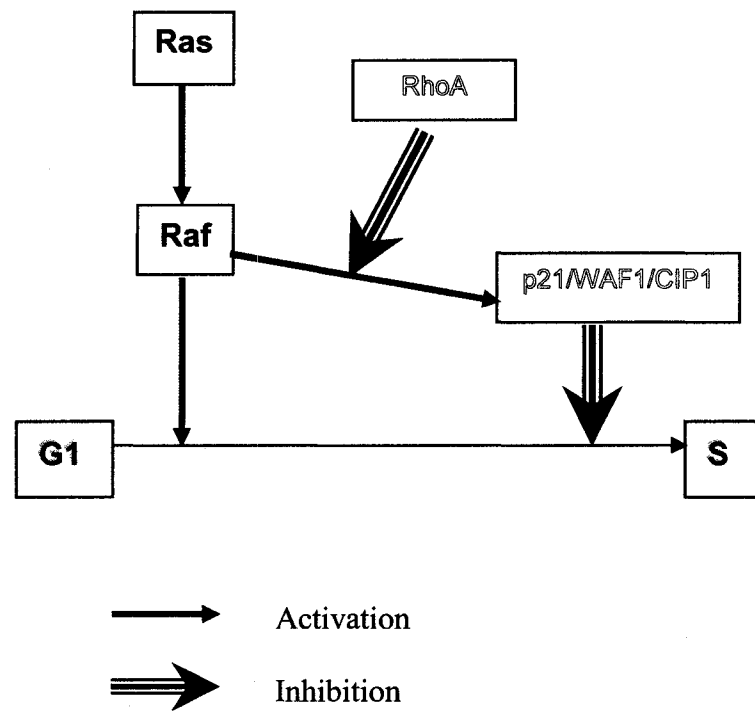 Ras
RhoA
Raf
p21/WAF1/CIP1
G1
S
Activation
Inhibition